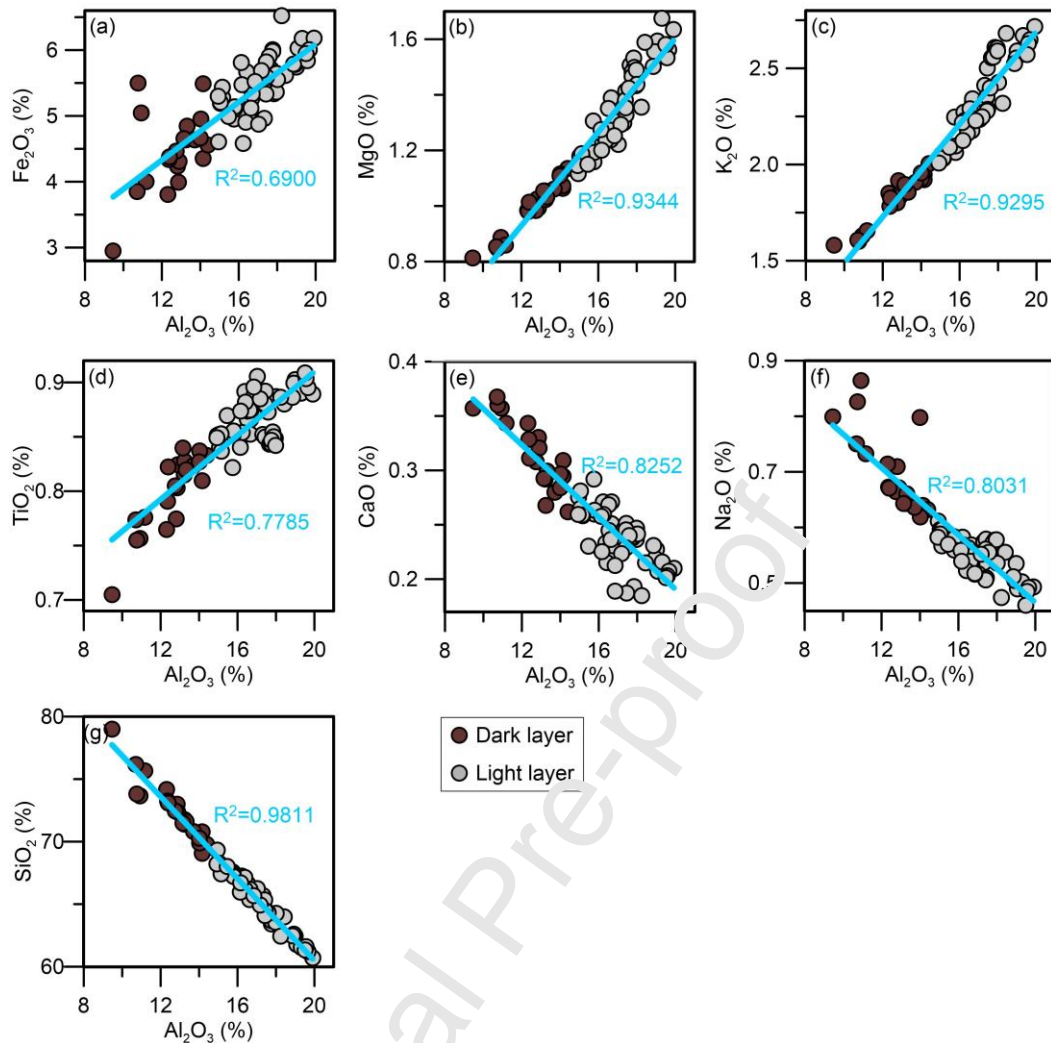 (a)
Fe₂O₃ (%)
6
5
4
3
R²=0.6900
8 12 16 20
Al₂O₃ (%)
(b)
MgO (%)
1.6
1.2
0.8
R²=0.9344
8 12 16 20
Al₂O₃ (%)
(c)
K₂O (%)
2.5
2.0
1.5
R²=0.9295
8 12 16 20
Al₂O₃ (%)
(d)
TiO₂ (%)
0.9
0.8
0.7
R²=0.7785
8 12 16 20
Al₂O₃ (%)
(e)
CaO (%)
0.4
0.3
0.2
R²=0.8252
8 12 16 20
Al₂O₃ (%)
(f)
Na₂O (%)
0.9
0.7
0.5
R²=0.8031
8 12 16 20
Al₂O₃ (%)
(g)
SiO₂ (%)
80
70
60
R²=0.9811
8 12 16 20
Al₂O₃ (%)
Dark layer
Light layer
al Pre-proof